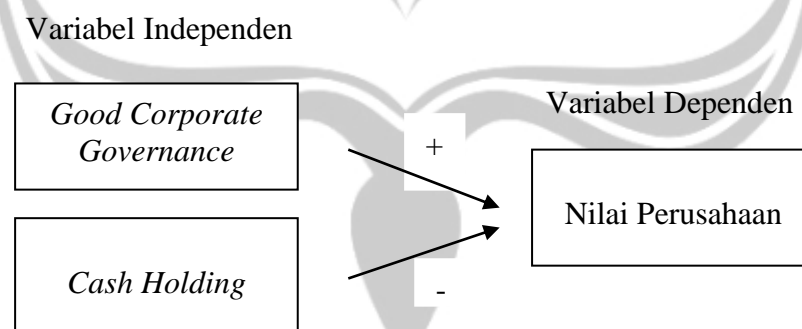 Variabel Independen
Good Corporate
Governance
Variabel Dependen
+
Nilai Perusahaan
Cash Holding
-